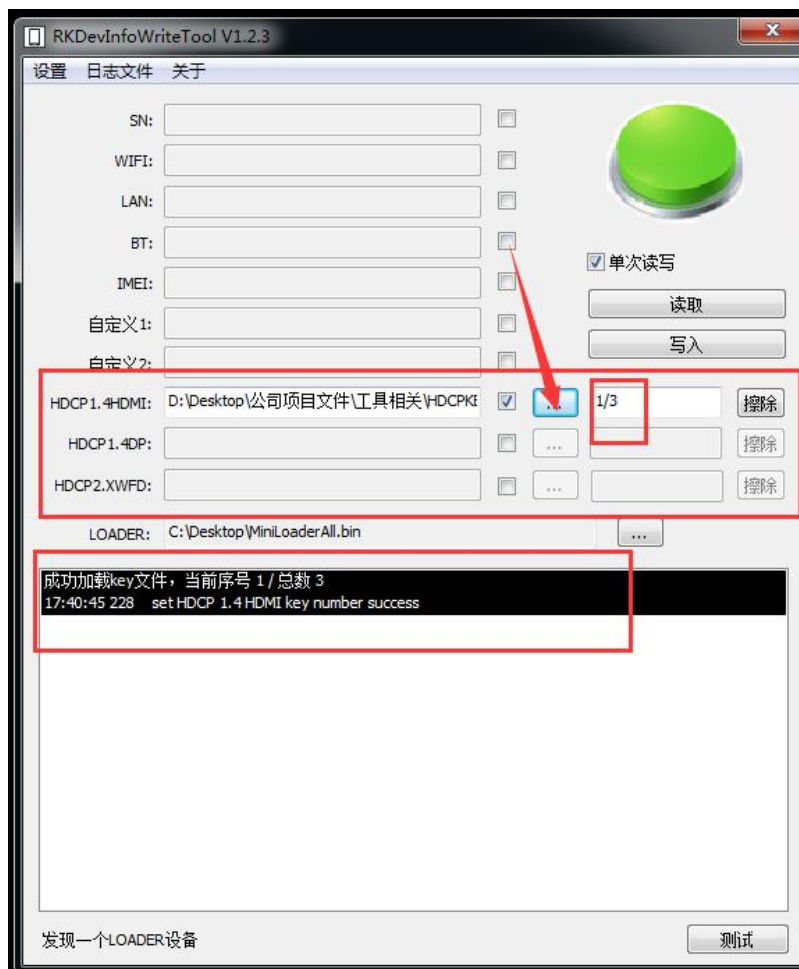 RKDevInfoWriteTool V1.2.3
x
设置 日志文件 关于
SN:
WIFI:
LAN:
BT:
单次读写
IMEI:
读取
自定义1:
写入
自定义2:
HDCP1.4HDMI: D:\Desktop\公司项目文件\工具相关\HDCPKE ... 1/3 擦除
HDCP1.4DP: ... 擦除
HDCP2.XWFD: ... 擦除
LOADER: C:\Desktop\MiniLoaderAll.bin ...
成功加载key文件，当前序号 1 / 总数 3
17:40:45 228 set HDCP 1.4 HDMI key number success
发现一个LOADER设备 测试